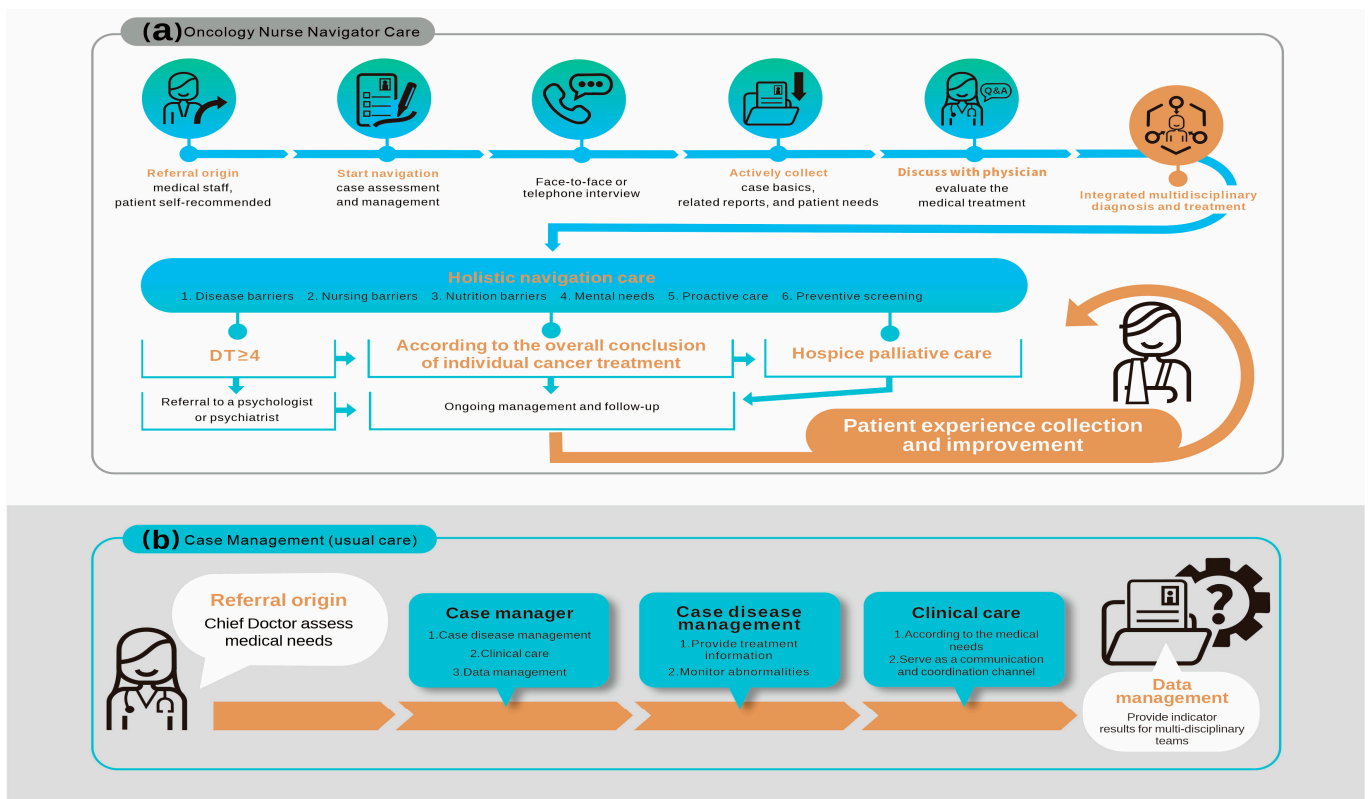 (a) Oncology Nurse Navigator Care
Q&A
Referral origin
medical staff,
patient self-recommended
Start navigation
case assessment
and management
Face-to-face or
telephone interview
Actively collect
case basics,
related reports, and patient needs
Discuss with physician
evaluate the
medical treatment
Integrated multidisciplinary
diagnosis and treatment
Holistic navigation care
1. Disease barriers 2. Nursing barriers 3. Nutrition barriers 4. Mental needs 5. Proactive care 6. Preventive screening
DT≥4
According to the overall conclusion
of individual cancer treatment
Hospice palliative care
Referral to a psychologist
or psychiatrist
Ongoing management and follow-up
Patient experience collection
and improvement
(b) Case Management (usual care)
Referral origin
Chief Doctor assess
medical needs
Case manager
1.Case disease management
2.Clinical care
3.Data management
Case disease
management
1.Provide treatment
information
2.Monitor abnormalities
Clinical care
1.According to the medical
needs
2.Serve as a communication
and coordination channel
?
Data
management
Provide indicator
results for multi-disciplinary
teams